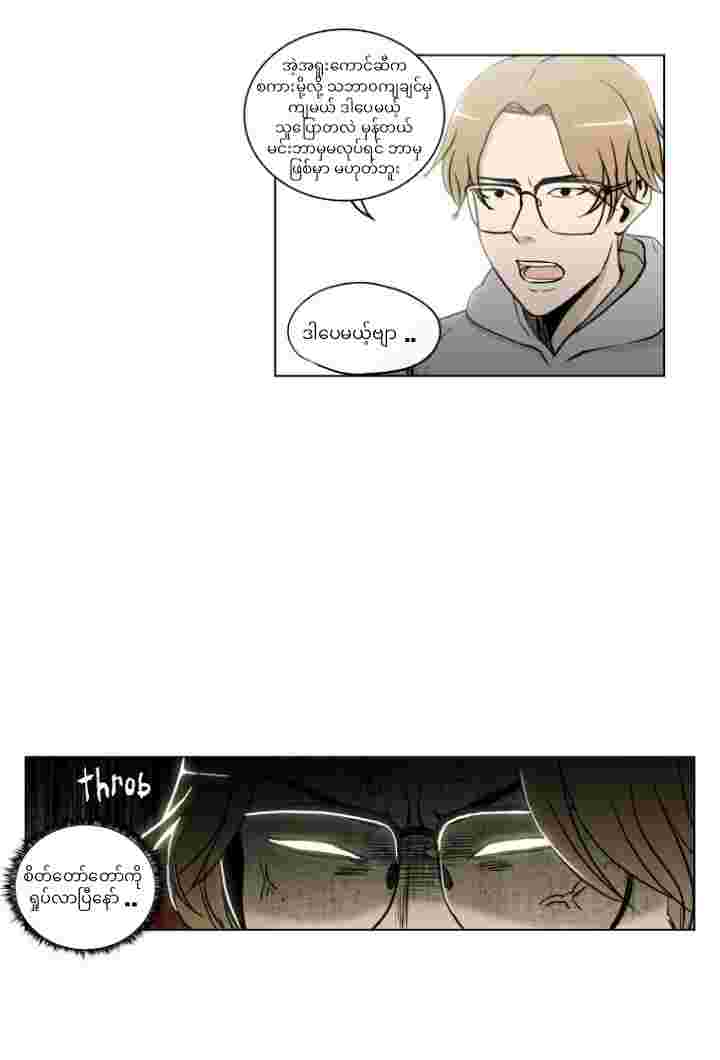 အဲ့အရူးကောင်ဆီက
စကားမို့လို့ သဘာဝကျချင်မှ
ကျမယ် ဒါပေမယ့်
သူပြောတာလဲ မှန်တယ်
မင်းဘာမှမလုပ်ရင် ဘာမှ
ဖြစ်မှာ မဟုတ်ဘူး
ဒါပေမယ့်ဗျာ ..
throb
စိတ်တော်တော်ကို
ရှုပ်လာပြီနော် ..